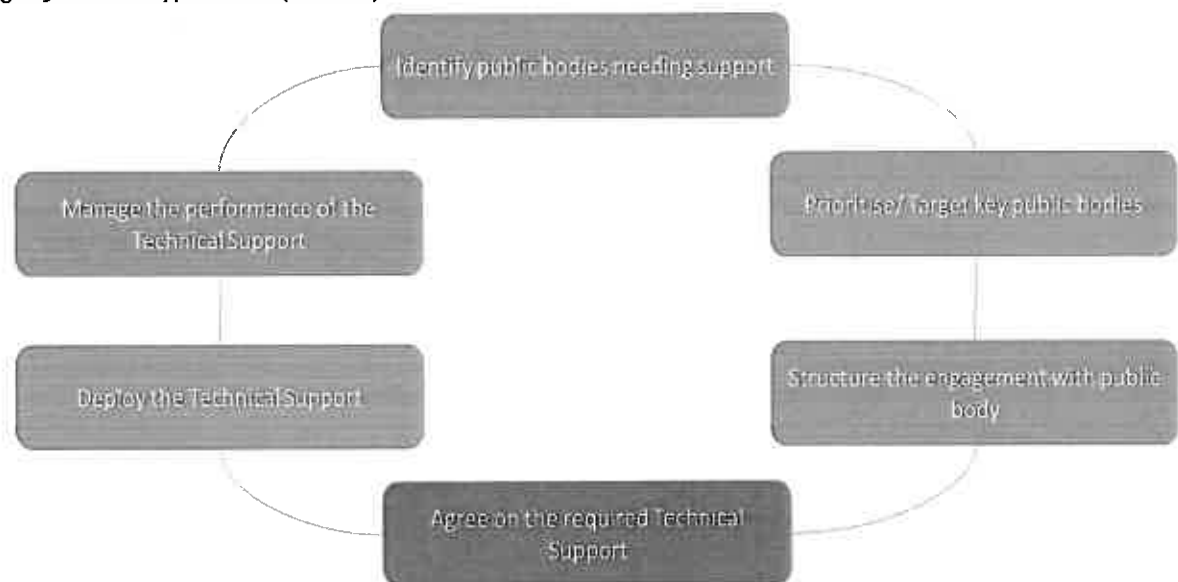 Identify public bodies needing support
Prioritise/ Target key public bodies
Structure the engagement with public
body
Agree on the required Technical
Support
Deploy the Technical Support
Manage the performance of the
Technical Support